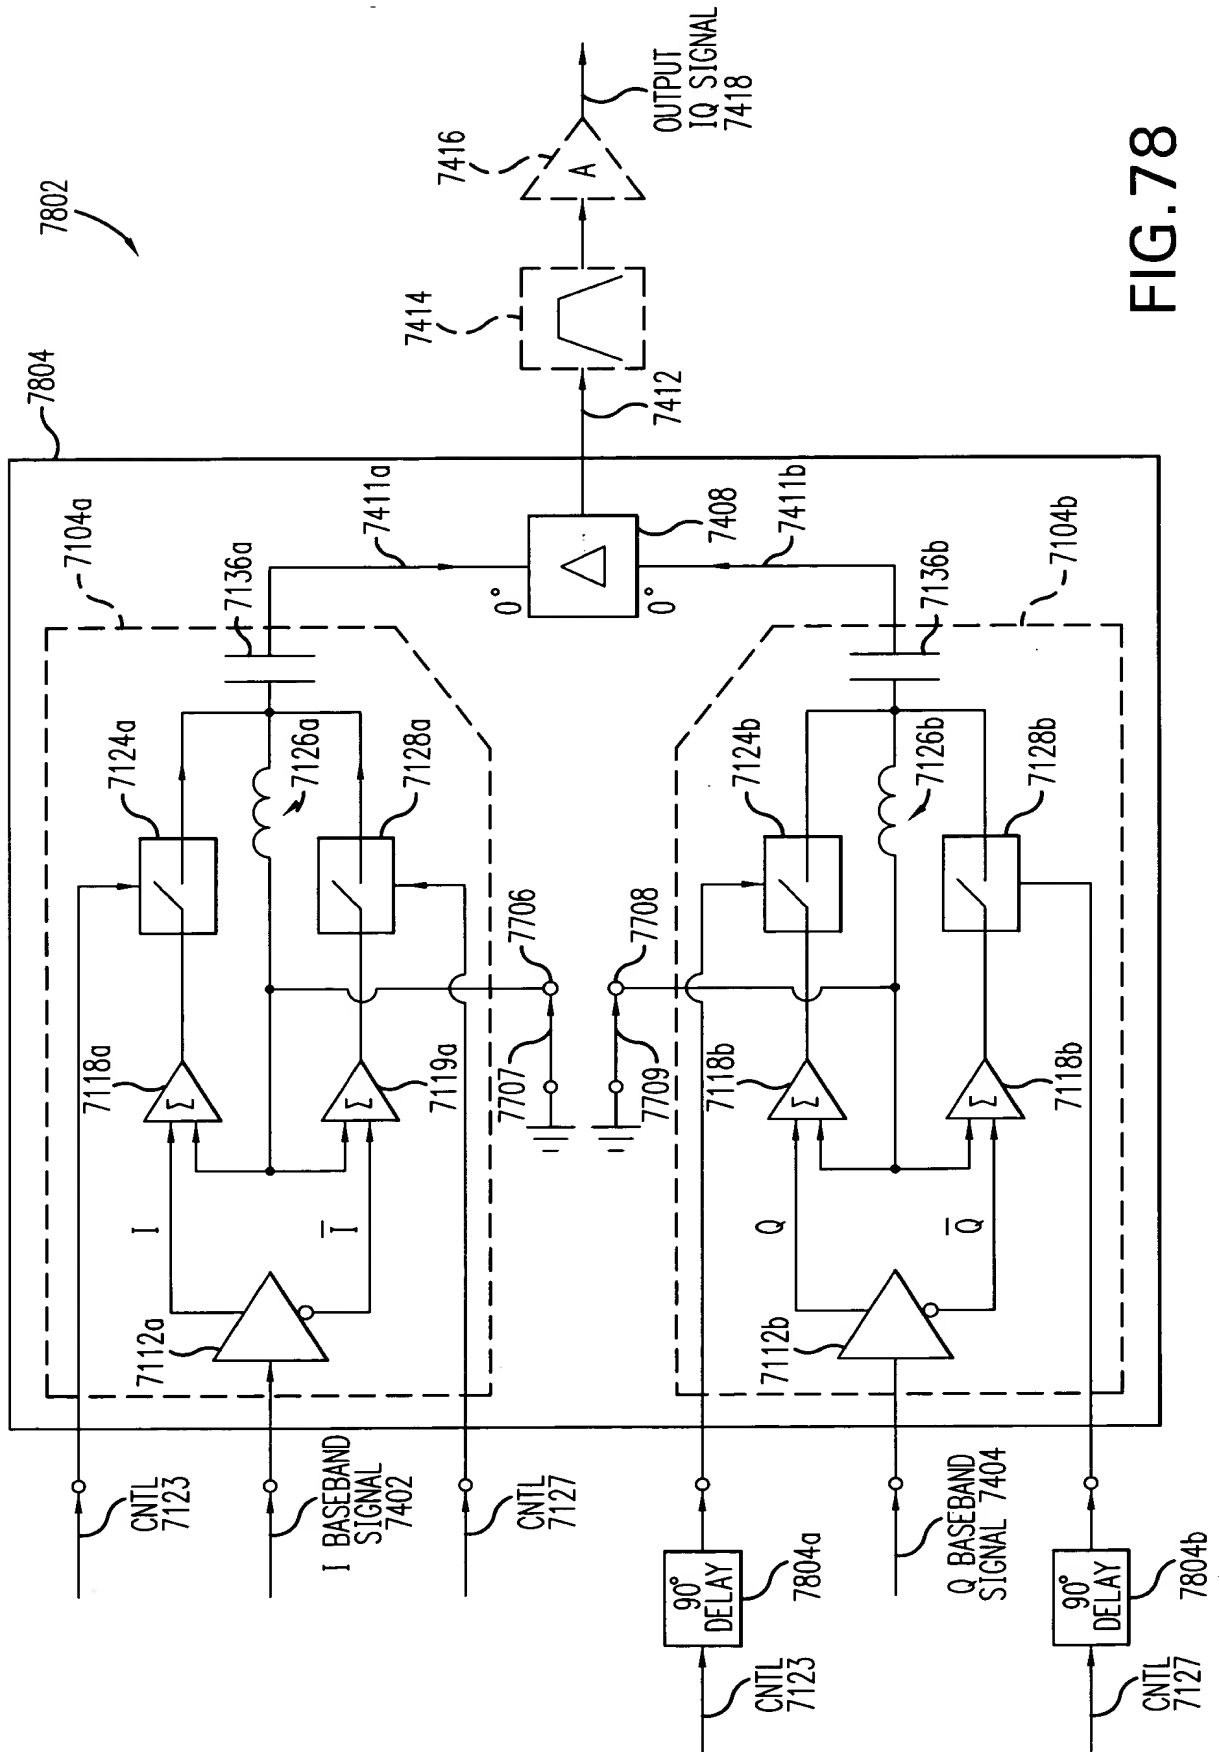 7802
7804
7104a
7136a
7124a
7126a
7128a
7118a
7119a
7112a
I
I̅
CNTL
7123
I BASEBAND
SIGNAL
7402
CNTL
7127
7411a
0°
0°
7408
7411b
7412
7414
7416
A
OUTPUT
IQ SIGNAL
7418
7706
7707
7708
7709
7104b
7136b
7124b
7126b
7128b
7118b
7118b
7112b
Σ
Σ
Σ
Σ
Q
Q̅
90°
DELAY
7804a
CNTL
7123
Q BASEBAND
SIGNAL 7404
90°
DELAY
7804b
CNTL
7127
FIG.78